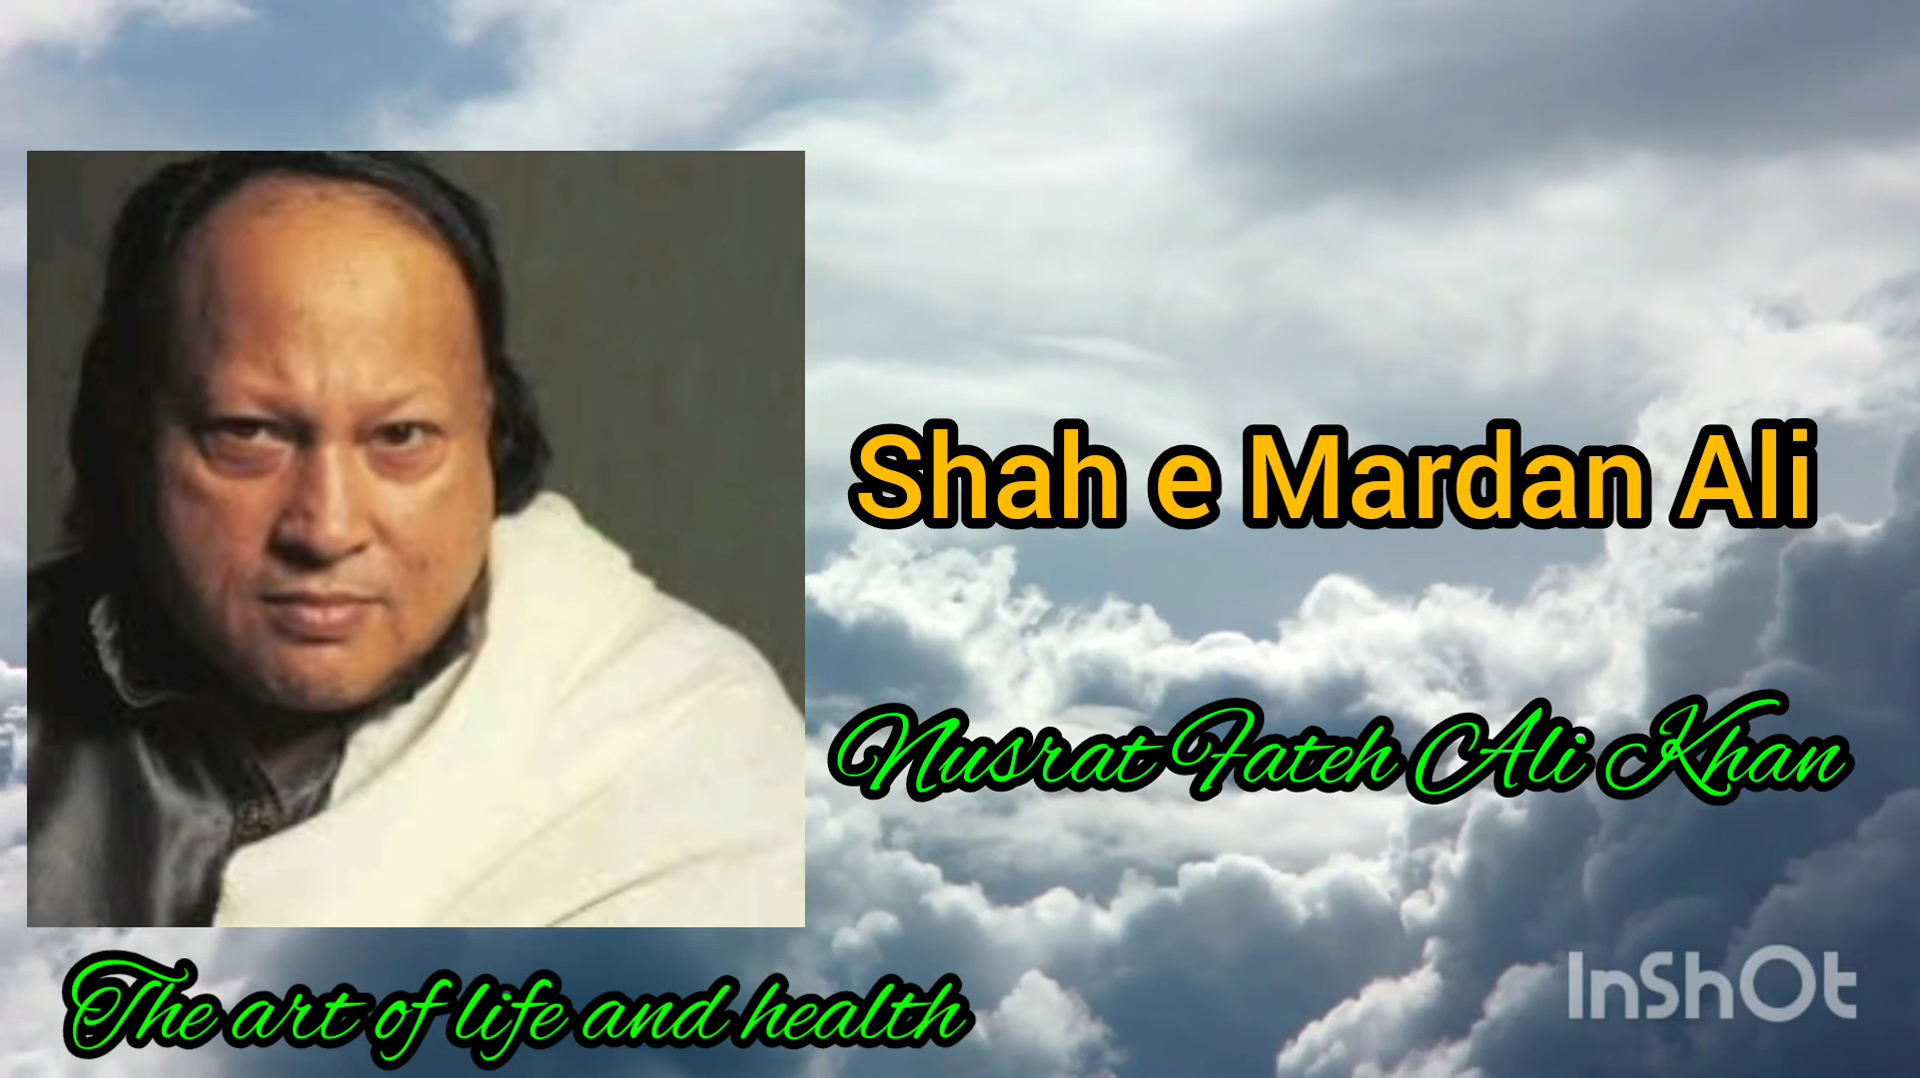 Shah e Mardan Ali
Nusrat Fateh Ali Khan
The art of life and health
InShOt